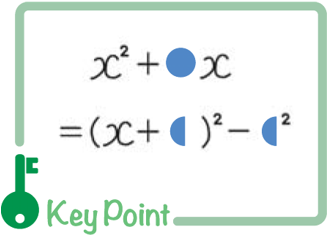 x² + ●x
= (x + ◖ )² − ◖²
Key Point